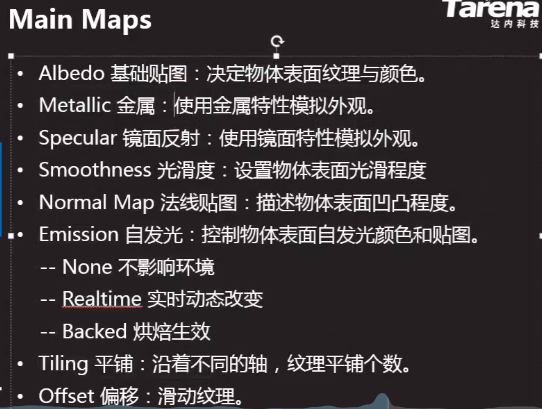 Main Maps
Tarena
达内科技
• Albedo 基础贴图：决定物体表面纹理与颜色。
• Metallic 金属：使用金属特性模拟外观。
• Specular 镜面反射：使用镜面特性模拟外观。
• Smoothness 光滑度：设置物体表面光滑程度
• Normal Map 法线贴图：描述物体表面凹凸程度。
• Emission 自发光：控制物体表面自发光颜色和贴图。
-- None 不影响环境
-- Realtime 实时动态改变
-- Backed 烘焙生效
• Tiling 平铺：沿着不同的轴，纹理平铺个数。
• Offset 偏移：滑动纹理。